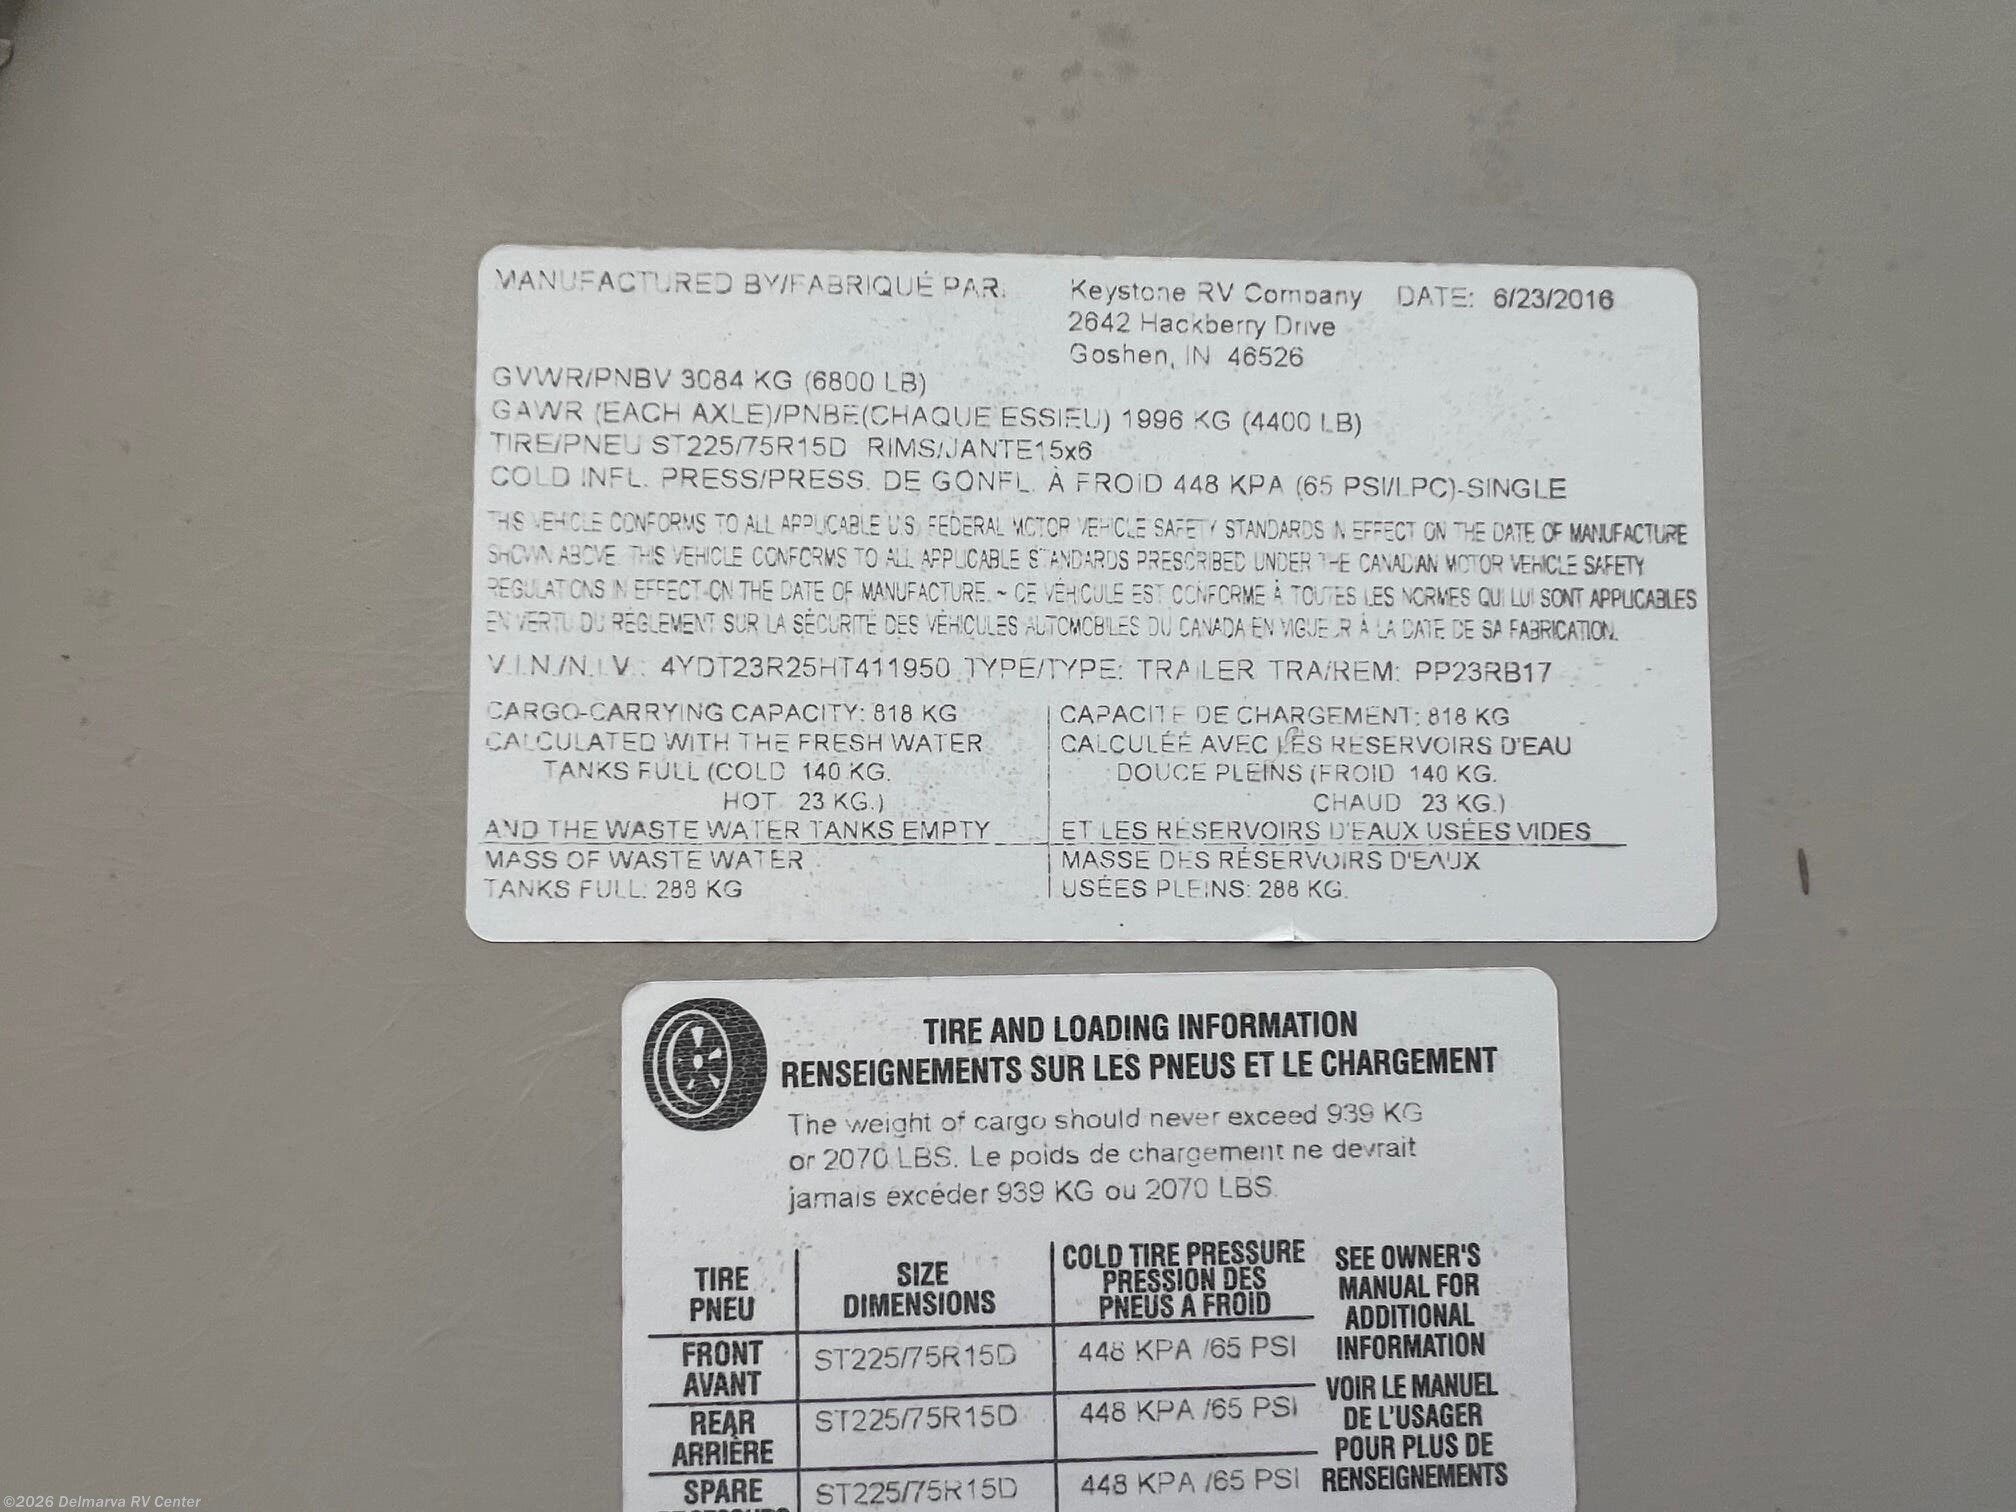 MANUFACTURED BY/FABRIQUÉ PAR: Keystone RV Company DATE: 6/23/2016
2642 Hackberry Drive
Goshen, IN 46526
GVWR/PNBV 3084 KG (6800 LB)
GAWR (EACH AXLE)/PNBE(CHAQUE ESSIEU) 1996 KG (4400 LB)
TIRE/PNEU ST225/75R15D RIMS/JANTE15x6
COLD INFL. PRESS/PRESS. DE GONFL. À FROID 448 KPA (65 PSI/LPC)-SINGLE
THIS VEHICLE CONFORMS TO ALL APPLICABLE U.S. FEDERAL MOTOR VEHICLE SAFETY STANDARDS IN EFFECT ON THE DATE OF MANUFACTURE
SHOWN ABOVE. THIS VEHICLE CONFORMS TO ALL APPLICABLE STANDARDS PRESCRIBED UNDER THE CANADIAN MOTOR VEHICLE SAFETY
REGULATIONS IN EFFECT ON THE DATE OF MANUFACTURE. ~ CE VÉHICULE EST CONFORME À TOUTES LES NORMES QUI LUI SONT APPLICABLES
EN VERTU DU RÈGLEMENT SUR LA SÉCURITÉ DES VÉHICULES AUTOMOBILES DU CANADA EN VIGUEUR À LA DATE DE SA FABRICATION.
V.I.N./N.I.V.: 4YDT23R25HT411950 TYPE/TYPE: TRAILER TRA/REM: PP23RB17
CARGO-CARRYING CAPACITY: 818 KG
CALCULATED WITH THE FRESH WATER
TANKS FULL (COLD 140 KG.
HOT 23 KG.)
AND THE WASTE WATER TANKS EMPTY
MASS OF WASTE WATER
TANKS FULL: 288 KG
CAPACITE DE CHARGEMENT: 818 KG
CALCULÉE AVEC LES RESERVOIRS D'EAU
DOUCE PLEINS (FROID 140 KG.
CHAUD 23 KG.)
ET LES RÉSERVOIRS D'EAUX USÉES VIDES
MASSE DES RÉSERVOIRS D'EAUX
USÉES PLEINS: 288 KG.
TIRE AND LOADING INFORMATION
RENSEIGNEMENTS SUR LES PNEUS ET LE CHARGEMENT
The weight of cargo should never exceed 939 KG
or 2070 LBS. Le poids de chargement ne devrait
jamais excéder 939 KG ou 2070 LBS.
TIRE
PNEU
SIZE
DIMENSIONS
COLD TIRE PRESSURE
PRESSION DES
PNEUS A FROID
FRONT
AVANT
ST225/75R15D
448 KPA /65 PSI
REAR
ARRIÈRE
ST225/75R15D
448 KPA /65 PSI
SPARE
ST225/75R15D
448 KPA /65 PSI
SEE OWNER'S
MANUAL FOR
ADDITIONAL
INFORMATION
VOIR LE MANUEL
DE L'USAGER
POUR PLUS DE
RENSEIGNEMENTS
©2026 Delmarva RV Center